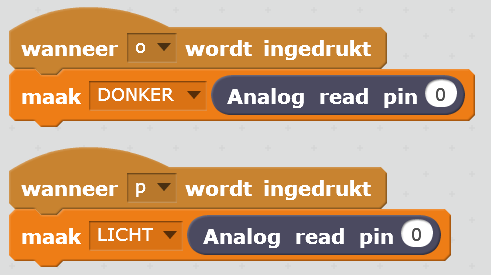 wanneer o wordt ingedrukt
maak DONKER Analog read pin 0
wanneer p wordt ingedrukt
maak LICHT Analog read pin 0